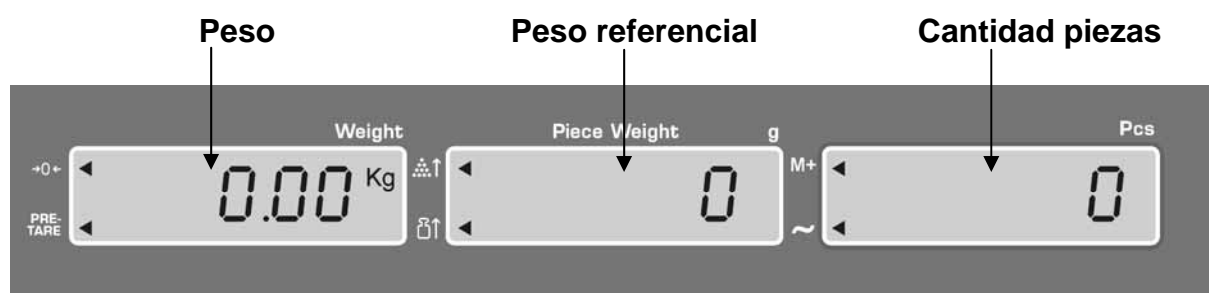 Peso Peso referencial Cantidad piezas
Weight Piece Weight g Pcs
→0← 0.00 Kg 0 M+ 0
PRE-
TARE ~